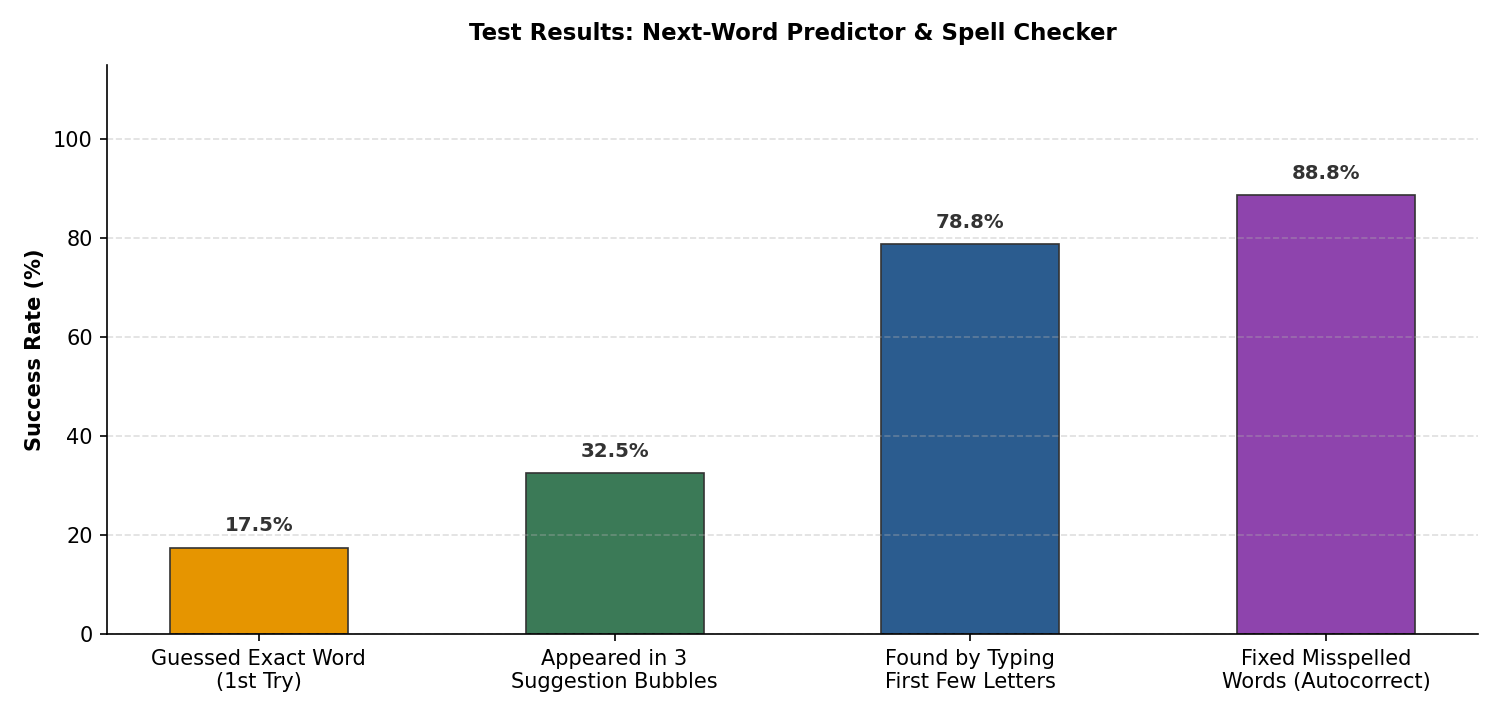 Test Results: Next-Word Predictor & Spell Checker
Success Rate (%)
100
80
60
40
20
0
17.5%
32.5%
78.8%
88.8%
Guessed Exact Word
(1st Try)
Appeared in 3
Suggestion Bubbles
Found by Typing
First Few Letters
Fixed Misspelled
Words (Autocorrect)